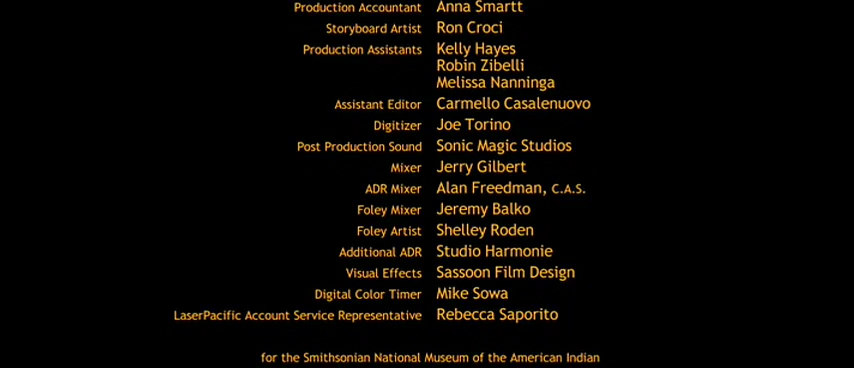 Production Accountant Anna Smartt
Storyboard Artist Ron Croci
Production Assistants Kelly Hayes
Robin Zibelli
Melissa Nanninga
Assistant Editor Carmello Casalenuovo
Digitizer Joe Torino
Post Production Sound Sonic Magic Studios
Mixer Jerry Gilbert
ADR Mixer Alan Freedman, C.A.S.
Foley Mixer Jeremy Balko
Foley Artist Shelley Roden
Additional ADR Studio Harmonie
Visual Effects Sassoon Film Design
Digital Color Timer Mike Sowa
LaserPacific Account Service Representative Rebecca Saporito
for the Smithsonian National Museum of the American Indian